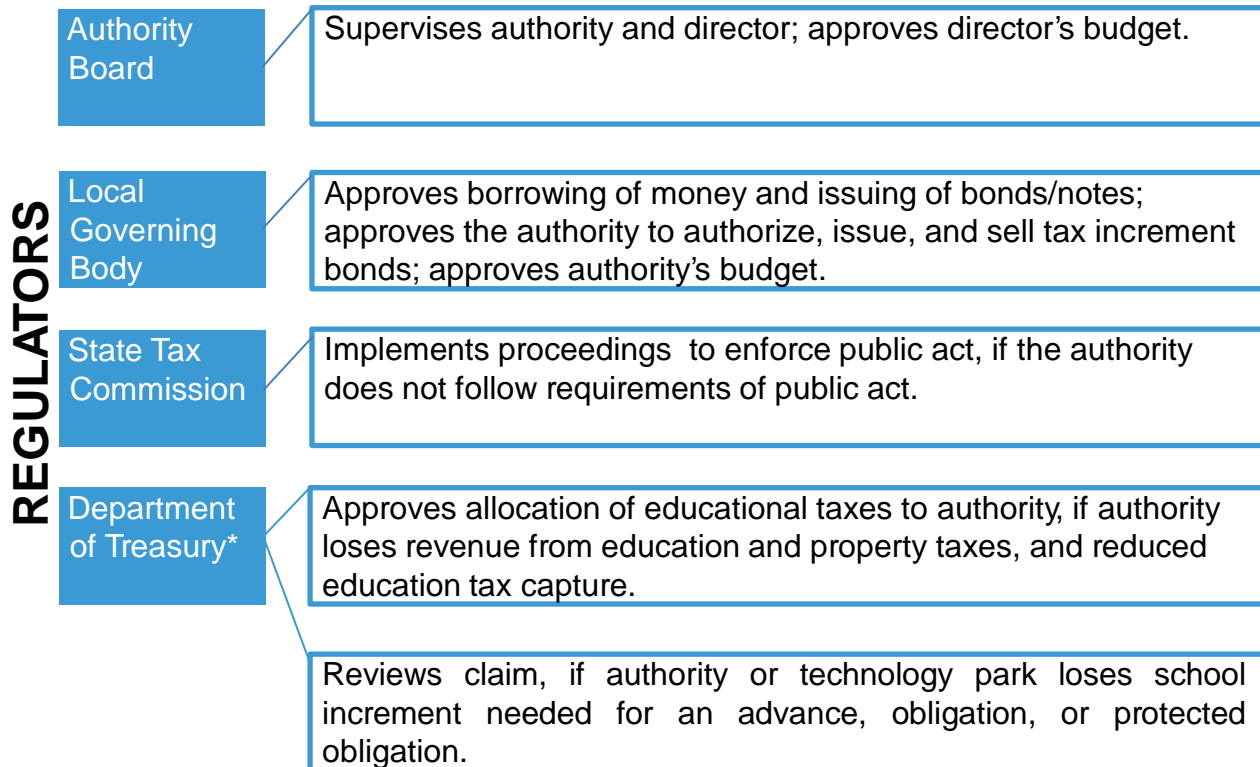 REGULATORS
Authority
Board
Supervises authority and director; approves director’s budget.
Local
Governing
Body
Approves borrowing of money and issuing of bonds/notes;
approves the authority to authorize, issue, and sell tax increment
bonds; approves authority’s budget.
State Tax
Commission
Implements proceedings  to enforce public act, if the authority
does not follow requirements of public act.
Department
of Treasury*
Approves allocation of educational taxes to authority, if authority
loses revenue from education and property taxes, and reduced
education tax capture.
Reviews claim, if authority or technology park loses school
increment needed for an advance, obligation, or protected
obligation.